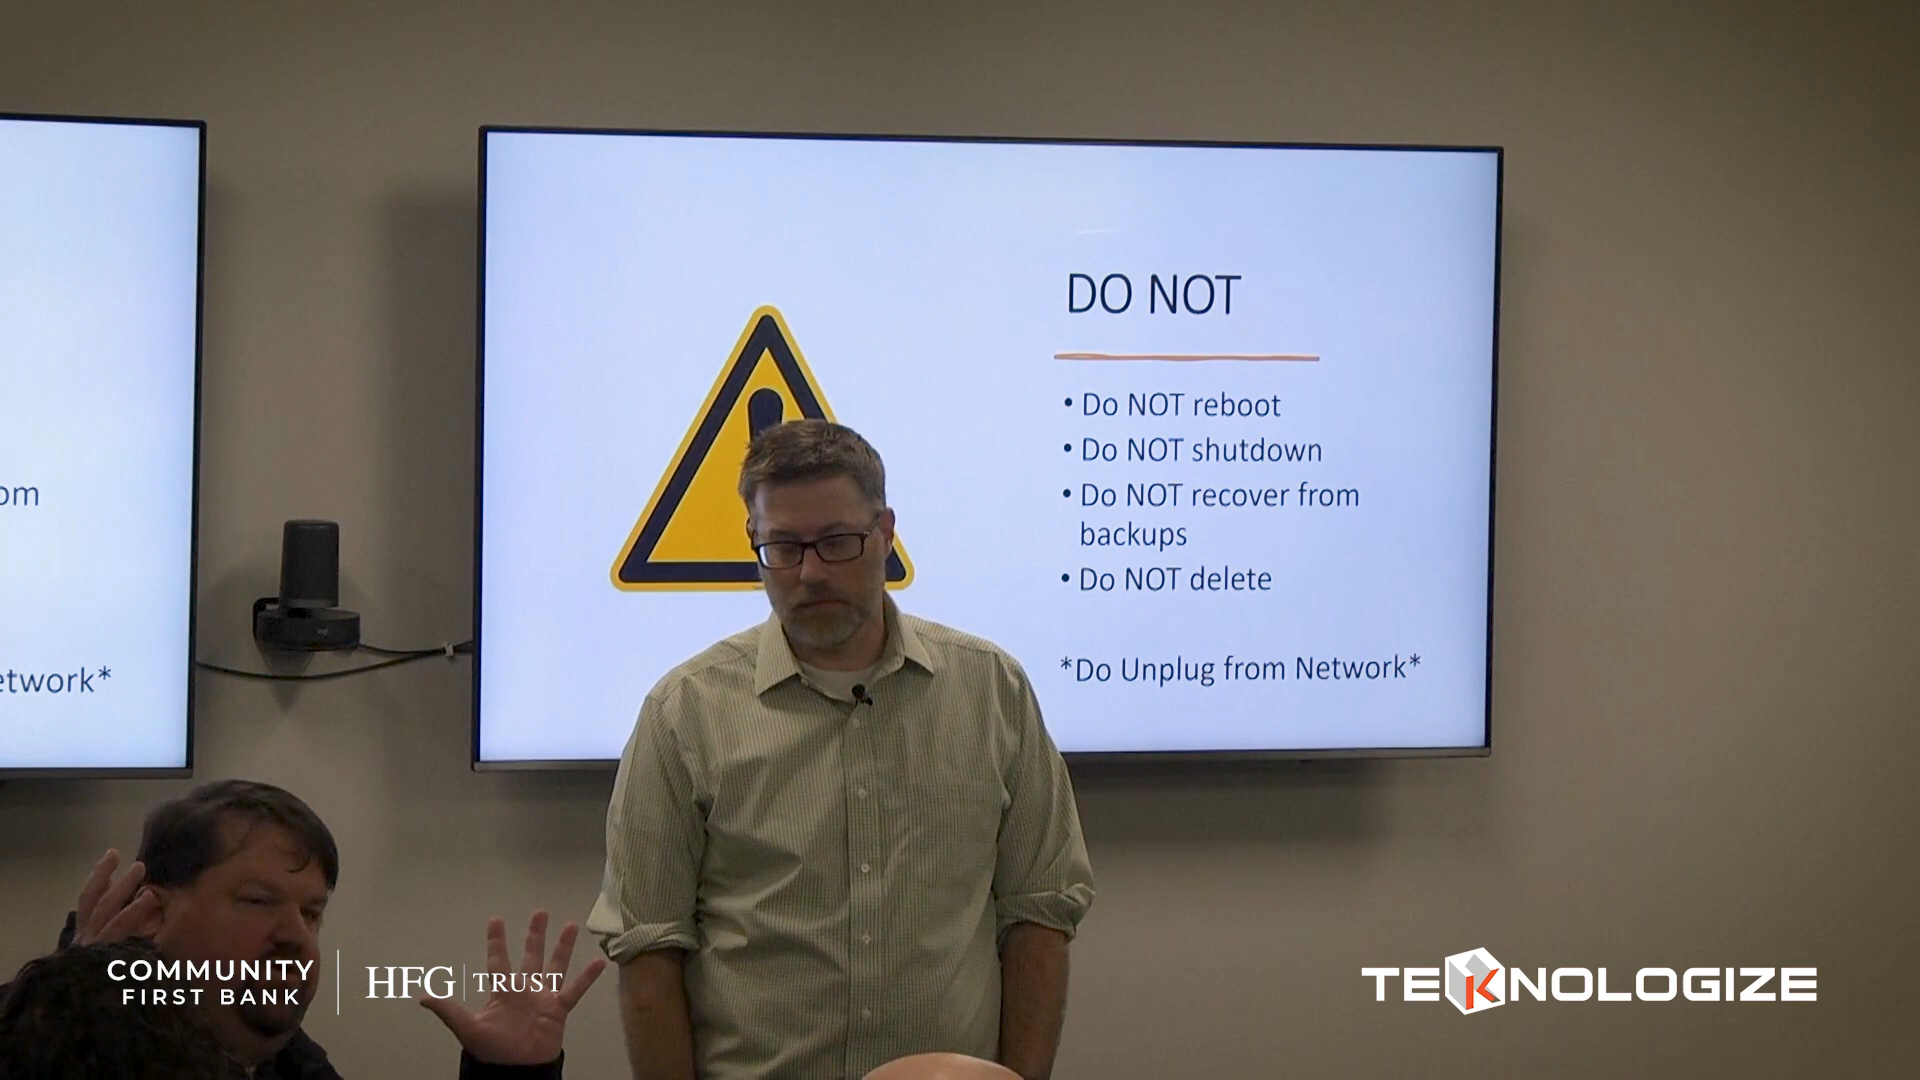 DO NOT
• Do NOT reboot
• Do NOT shutdown
• Do NOT recover from
backups
• Do NOT delete
*Do Unplug from Network*
om
etwork*
COMMUNITY
FIRST BANK
HFG TRUST
TEKNOLOGIZE